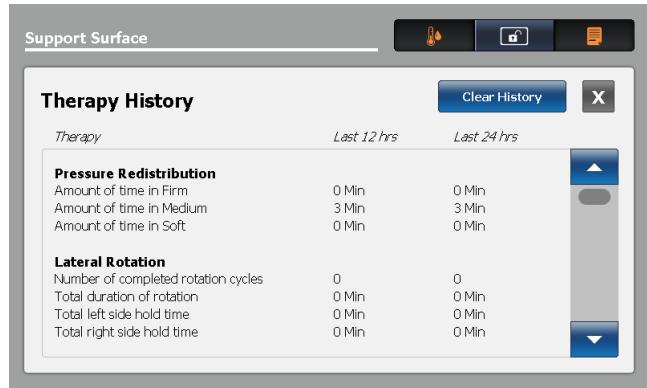 Support Surface
Therapy History
Clear History
X
Therapy Last 12 hrs Last 24 hrs
Pressure Redistribution
Amount of time in Firm 0 Min 0 Min
Amount of time in Medium 3 Min 3 Min
Amount of time in Soft 0 Min 0 Min
Lateral Rotation
Number of completed rotation cycles 0 0
Total duration of rotation 0 Min 0 Min
Total left side hold time 0 Min 0 Min
Total right side hold time 0 Min 0 Min